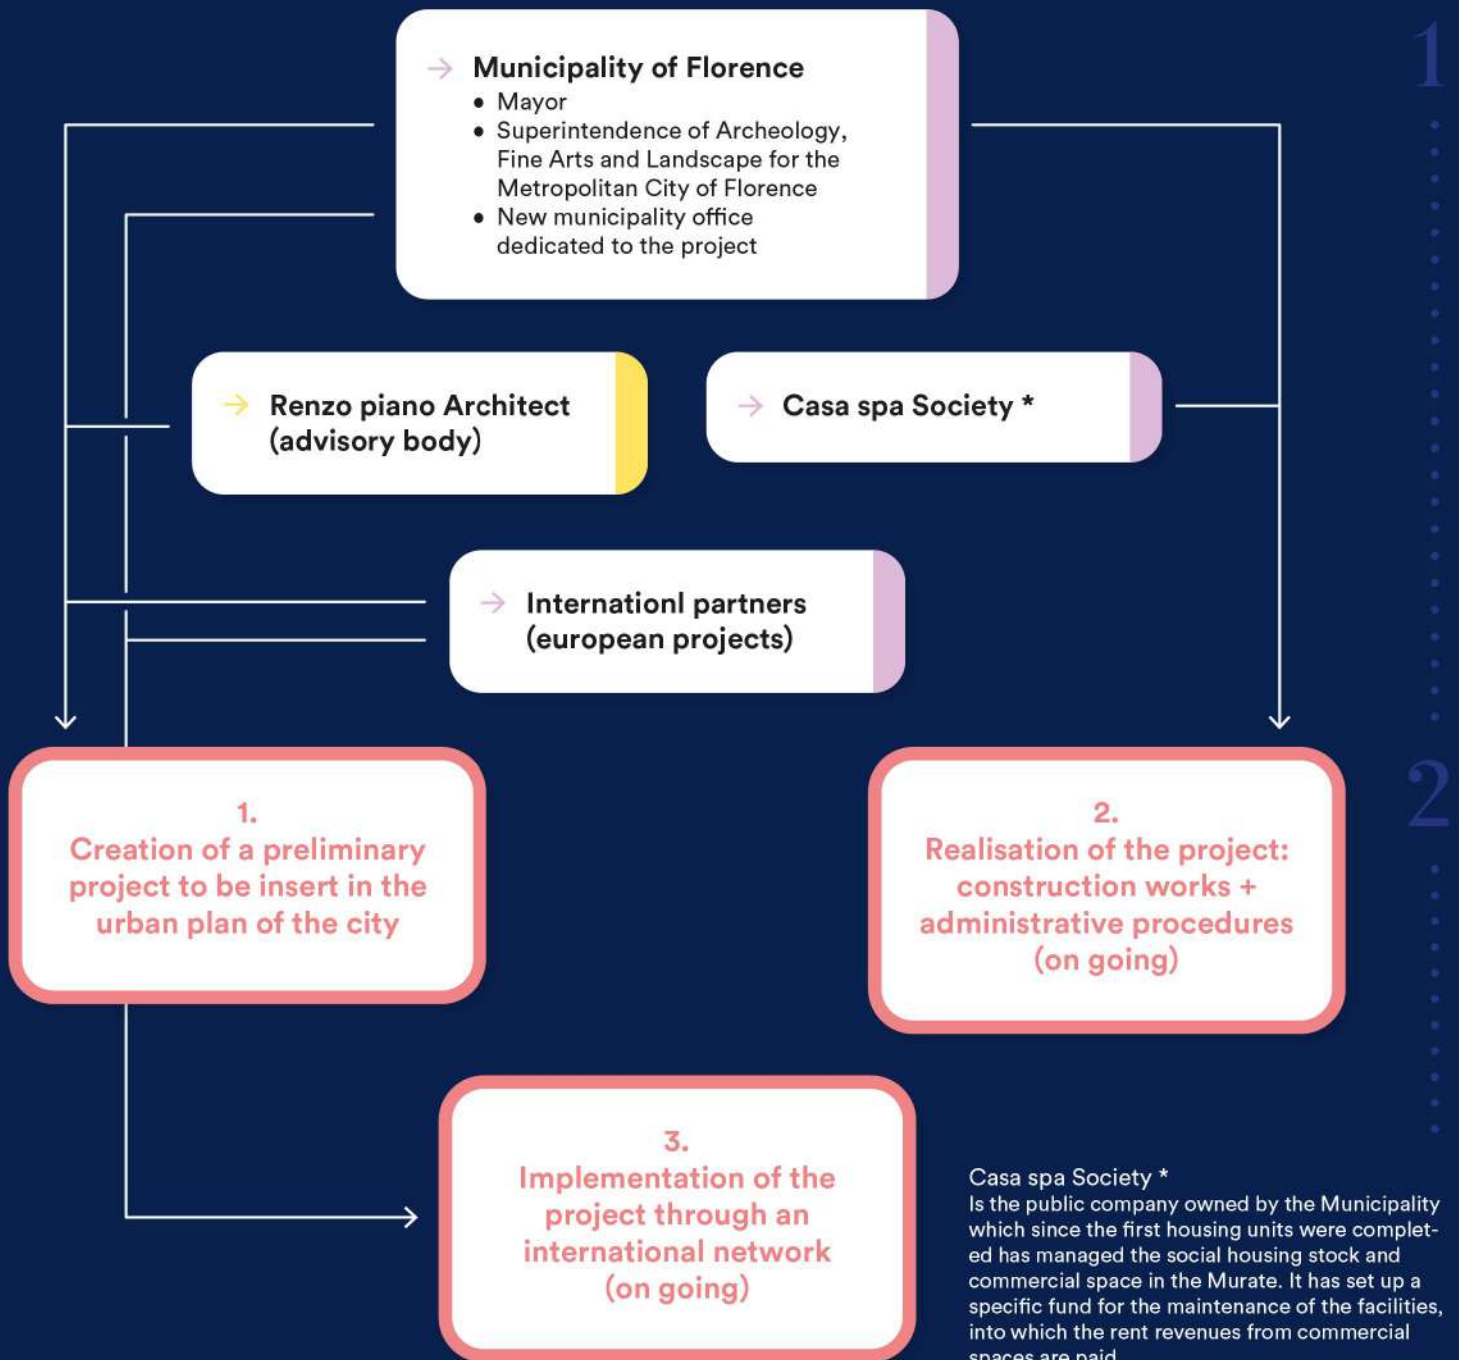 1
→ Municipality of Florence
• Mayor
• Superintendence of Archeology,
Fine Arts and Landscape for the
Metropolitan City of Florence
• New municipality office
dedicated to the project
→ Renzo piano Architect
(advisory body)
→ Casa spa Society *
→ Internationl partners
(european projects)
1.
Creation of a preliminary
project to be insert in the
urban plan of the city
2.
Realisation of the project:
construction works +
administrative procedures
(on going)
2
3.
Implementation of the
project through an
international network
(on going)
Casa spa Society *
Is the public company owned by the Municipality
which since the first housing units were complet-
ed has managed the social housing stock and
commercial space in the Murate. It has set up a
specific fund for the maintenance of the facilities,
into which the rent revenues from commercial
spaces are paid